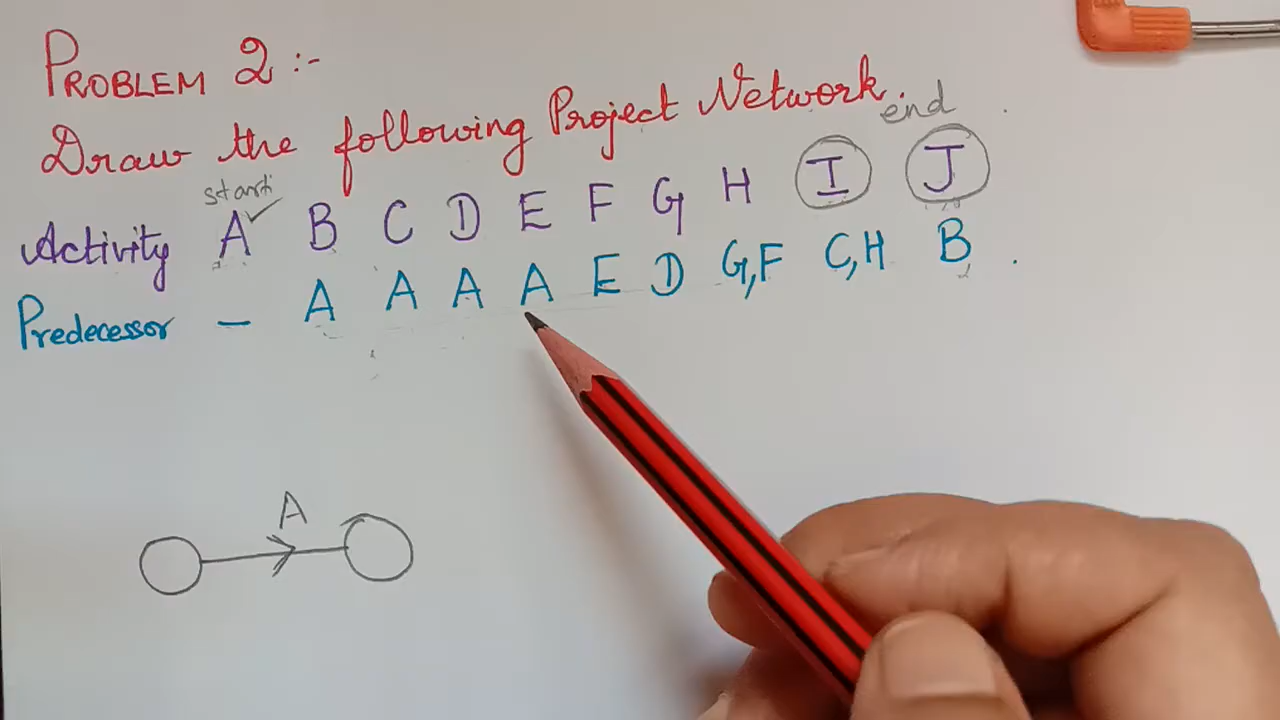 PROBLEM 2 :-
Draw the following Project Network.
start end
Activity A B C D E F G H I J
Predecessor - A A A A E D G,F C,H B .
A